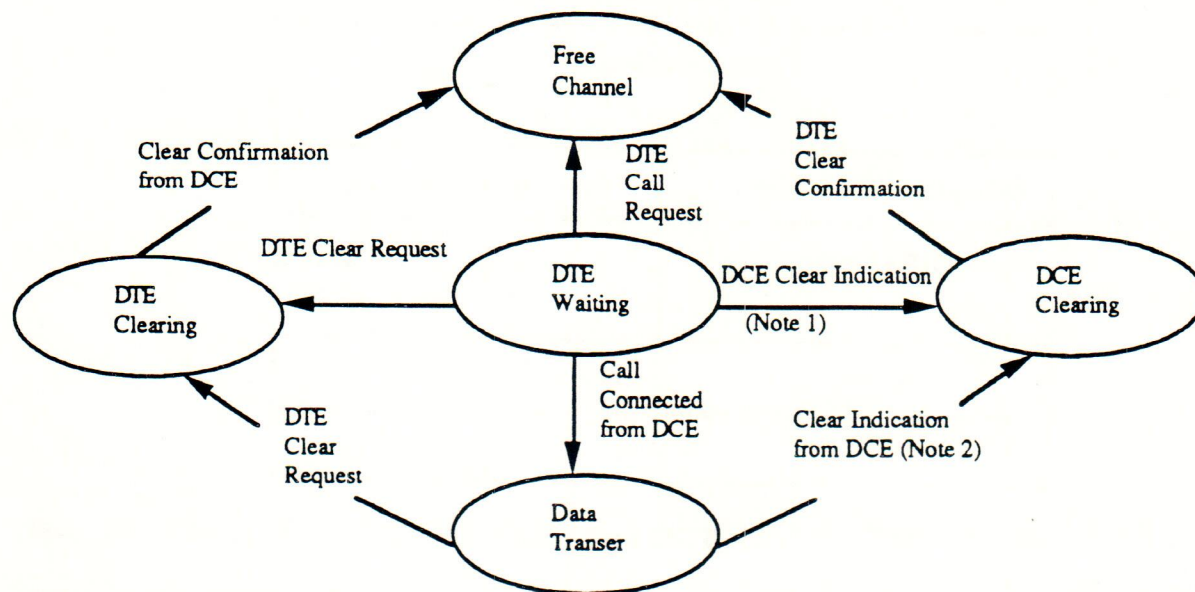 Free
Channel
Clear Confirmation
from DCE
DTE
Clear
Confirmation
DTE
Call
Request
DTE Clear Request
DTE
Clearing
DTE
Waiting
DCE Clear Indication
(Note 1)
DCE
Clearing
Call
Connected
from DCE
DTE
Clear
Request
Clear Indication
from DCE (Note 2)
Data
Transer